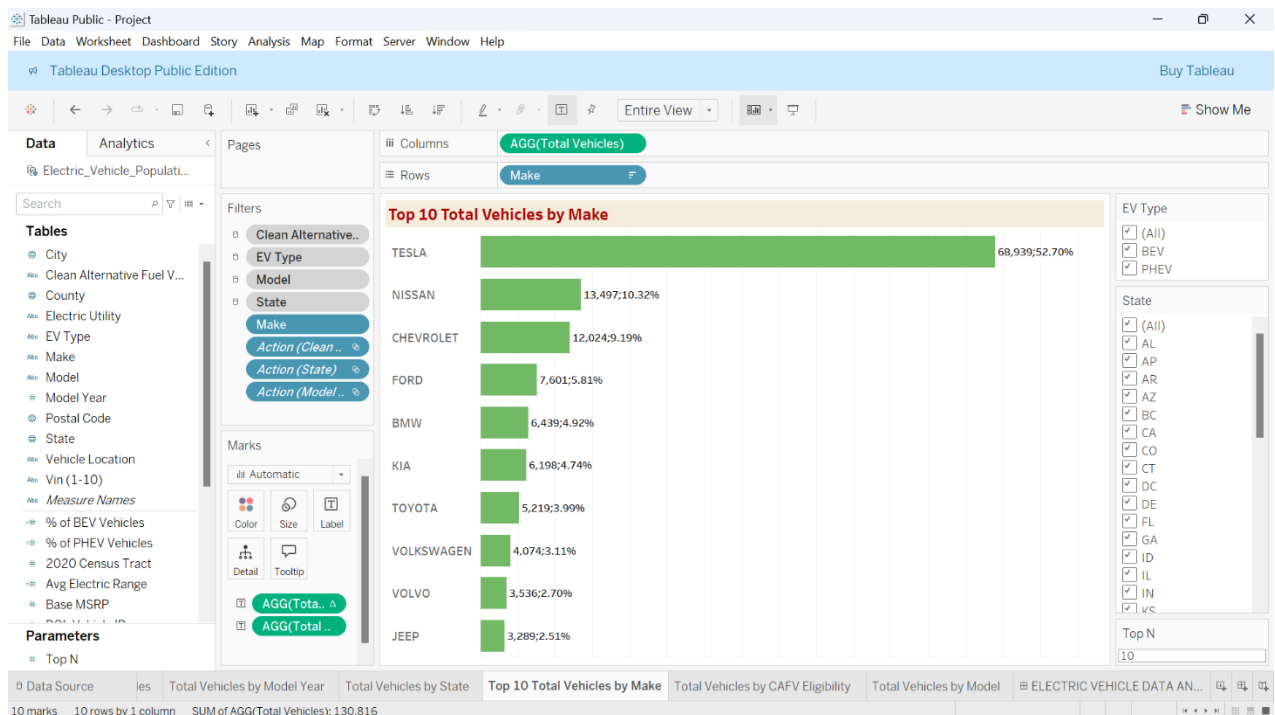 Tableau Public - Project
File Data Worksheet Dashboard Story Analysis Map Format Server Window Help
Tableau Desktop Public Edition
Buy Tableau
Entire View
Show Me
Data Analytics
Electric_Vehicle_Populati...
Search
Tables
City
Abc Clean Alternative Fuel V...
County
Abc Electric Utility
Abc EV Type
Abc Make
Abc Model
# Model Year
Postal Code
State
Abc Vehicle Location
Abc Vin (1-10)
Abc Measure Names
=# % of BEV Vehicles
=# % of PHEV Vehicles
# 2020 Census Tract
=# Avg Electric Range
# Base MSRP
Parameters
# Top N
Pages
Filters
Clean Alternative..
EV Type
Model
State
Make
Action (Clean ..
Action (State)
Action (Model ..
Marks
Automatic
Color Size Label
Detail Tooltip
AGG(Tota.. Δ
AGG(Total ..
iii Columns
AGG(Total Vehicles)
Rows
Make
Top 10 Total Vehicles by Make
TESLA 68,939;52.70%
NISSAN 13,497;10.32%
CHEVROLET 12,024;9.19%
FORD 7,601;5.81%
BMW 6,439;4.92%
KIA 6,198;4.74%
TOYOTA 5,219;3.99%
VOLKSWAGEN 4,074;3.11%
VOLVO 3,536;2.70%
JEEP 3,289;2.51%
EV Type
(All)
BEV
PHEV
State
(All)
AL
AP
AR
AZ
BC
CA
CO
CT
DC
DE
FL
GA
ID
IL
IN
KS
Top N
10
Data Source les Total Vehicles by Model Year Total Vehicles by State Top 10 Total Vehicles by Make Total Vehicles by CAFV Eligibility Total Vehicles by Model ELECTRIC VEHICLE DATA AN...
10 marks 10 rows by 1 column SUM of AGG(Total Vehicles): 130,816